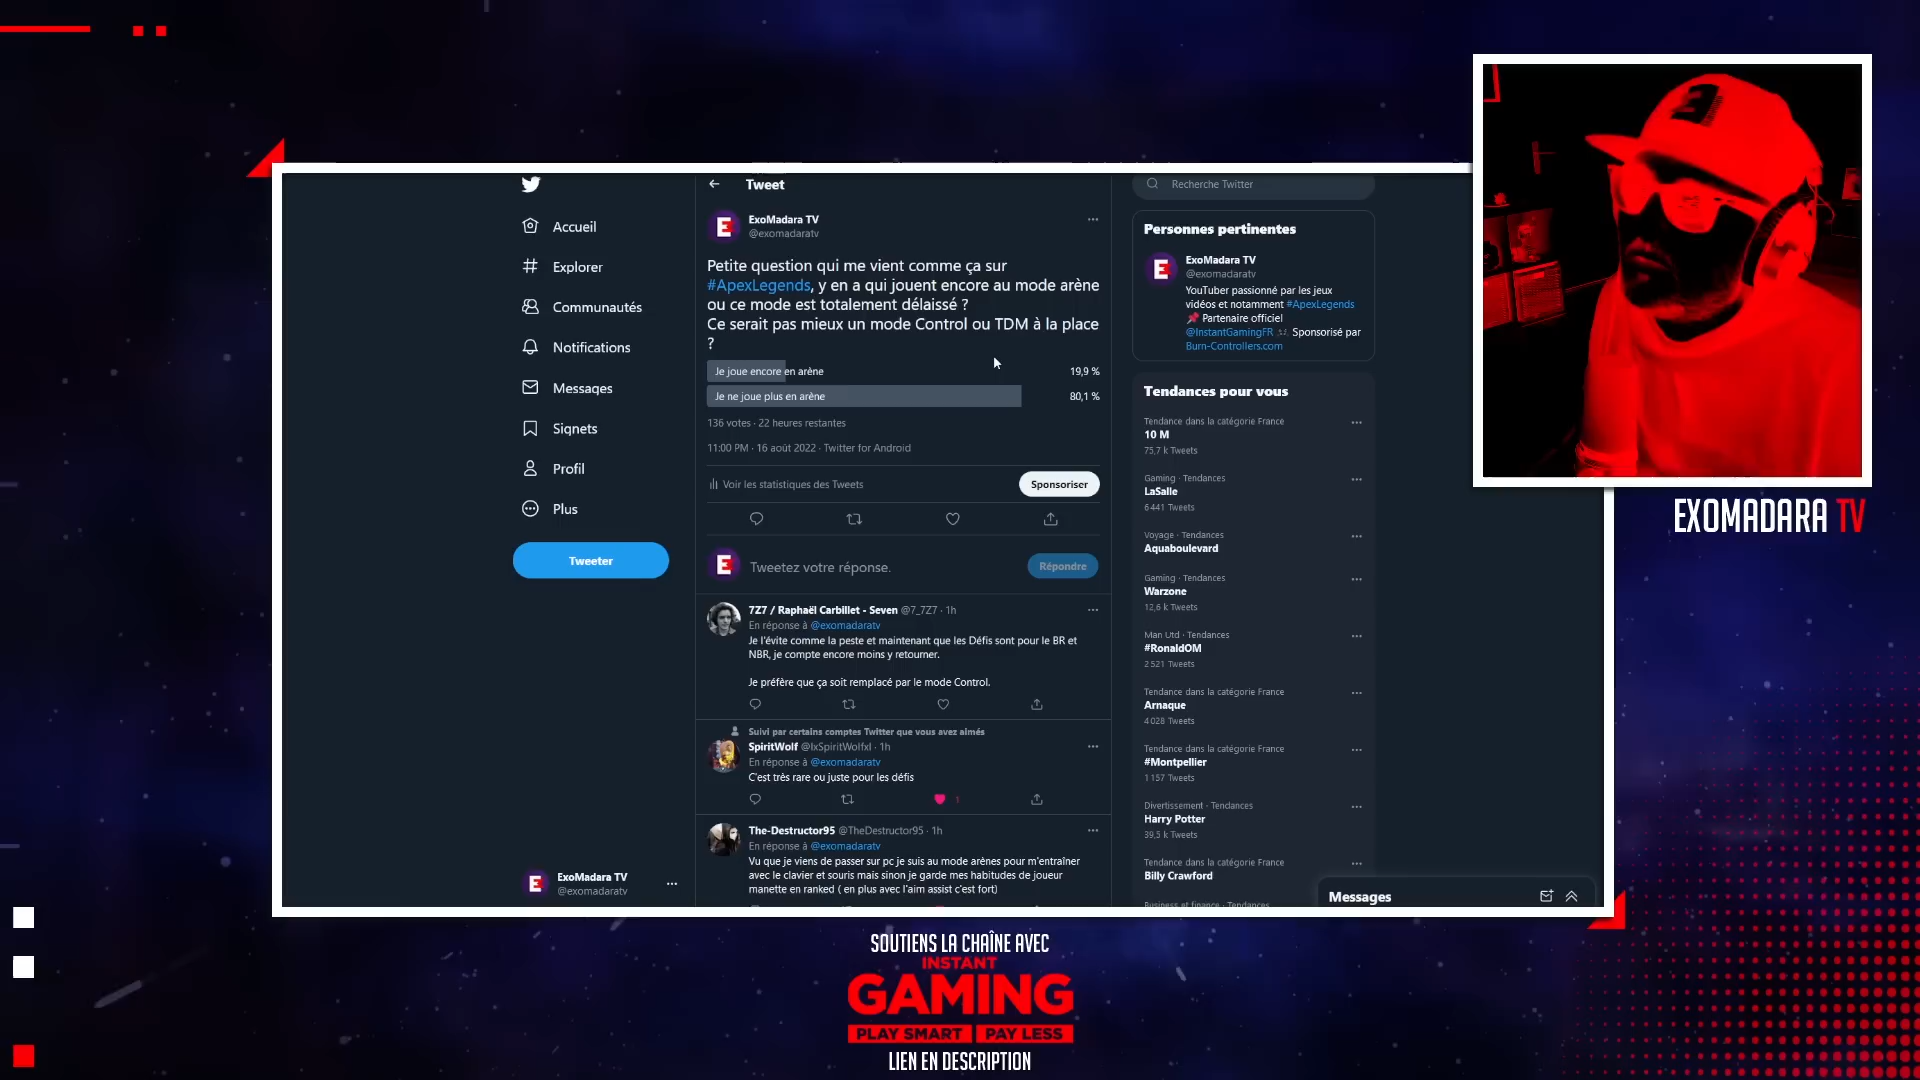 Tweet
Accueil
Explorer
Communautés
Notifications
Messages
Signets
Profil
Plus
Tweeter
ExoMadara TV
@exomadaratv
ExoMadara TV
@exomadaratv
Petite question qui me vient comme ça sur
#ApexLegends, y en a qui jouent encore au mode arène
ou ce mode est totalement délaissé ?
Ce serait pas mieux un mode Control ou TDM à la place
?
Je joue encore en arène 19,9 %
Je ne joue plus en arène 80,1 %
136 votes · 22 heures restantes
11:00 PM · 16 août 2022 · Twitter for Android
Voir les statistiques des Tweets
Sponsoriser
Tweetez votre réponse.
Répondre
7Z7 / Raphaël Carbillet - Seven @7_7Z7 · 1h
En réponse à @exomadaratv
Je l'évite comme la peste et maintenant que les Défis sont pour le BR et
NBR, je compte encore moins y retourner.
Je préfère que ça soit remplacé par le mode Control.
Suivi par certains comptes Twitter que vous avez aimés
SpiritWolf @IxSpiritWolfxI · 1h
En réponse à @exomadaratv
C'est très rare ou juste pour les défis
1
The-Destructor95 @TheDestructor95 · 1h
En réponse à @exomadaratv
Vu que je viens de passer sur pc je suis au mode arènes pour m'entraîner
avec le clavier et souris mais sinon je garde mes habitudes de joueur
manette en ranked ( en plus avec l'aim assist c'est fort)
Recherche Twitter
Personnes pertinentes
ExoMadara TV
@exomadaratv
YouTuber passionné par les jeux
vidéos et notamment #ApexLegends
Partenaire officiel
@InstantGamingFR Sponsorisé par
Burn-Controllers.com
Tendances pour vous
Tendance dans la catégorie France
10 M
75,7 k Tweets
Gaming · Tendances
LaSalle
6 441 Tweets
Voyage · Tendances
Aquaboulevard
Gaming · Tendances
Warzone
12,6 k Tweets
Man Utd · Tendances
#RonaldOM
2 521 Tweets
Tendance dans la catégorie France
Arnaque
4 028 Tweets
Tendance dans la catégorie France
#Montpellier
1 157 Tweets
Divertissement · Tendances
Harry Potter
39,5 k Tweets
Tendance dans la catégorie France
Billy Crawford
Business et finance · Tendances
Messages
EXOMADARA TV
SOUTIENS LA CHAÎNE AVEC
INSTANT
GAMING
PLAY SMART PAY LESS
LIEN EN DESCRIPTION